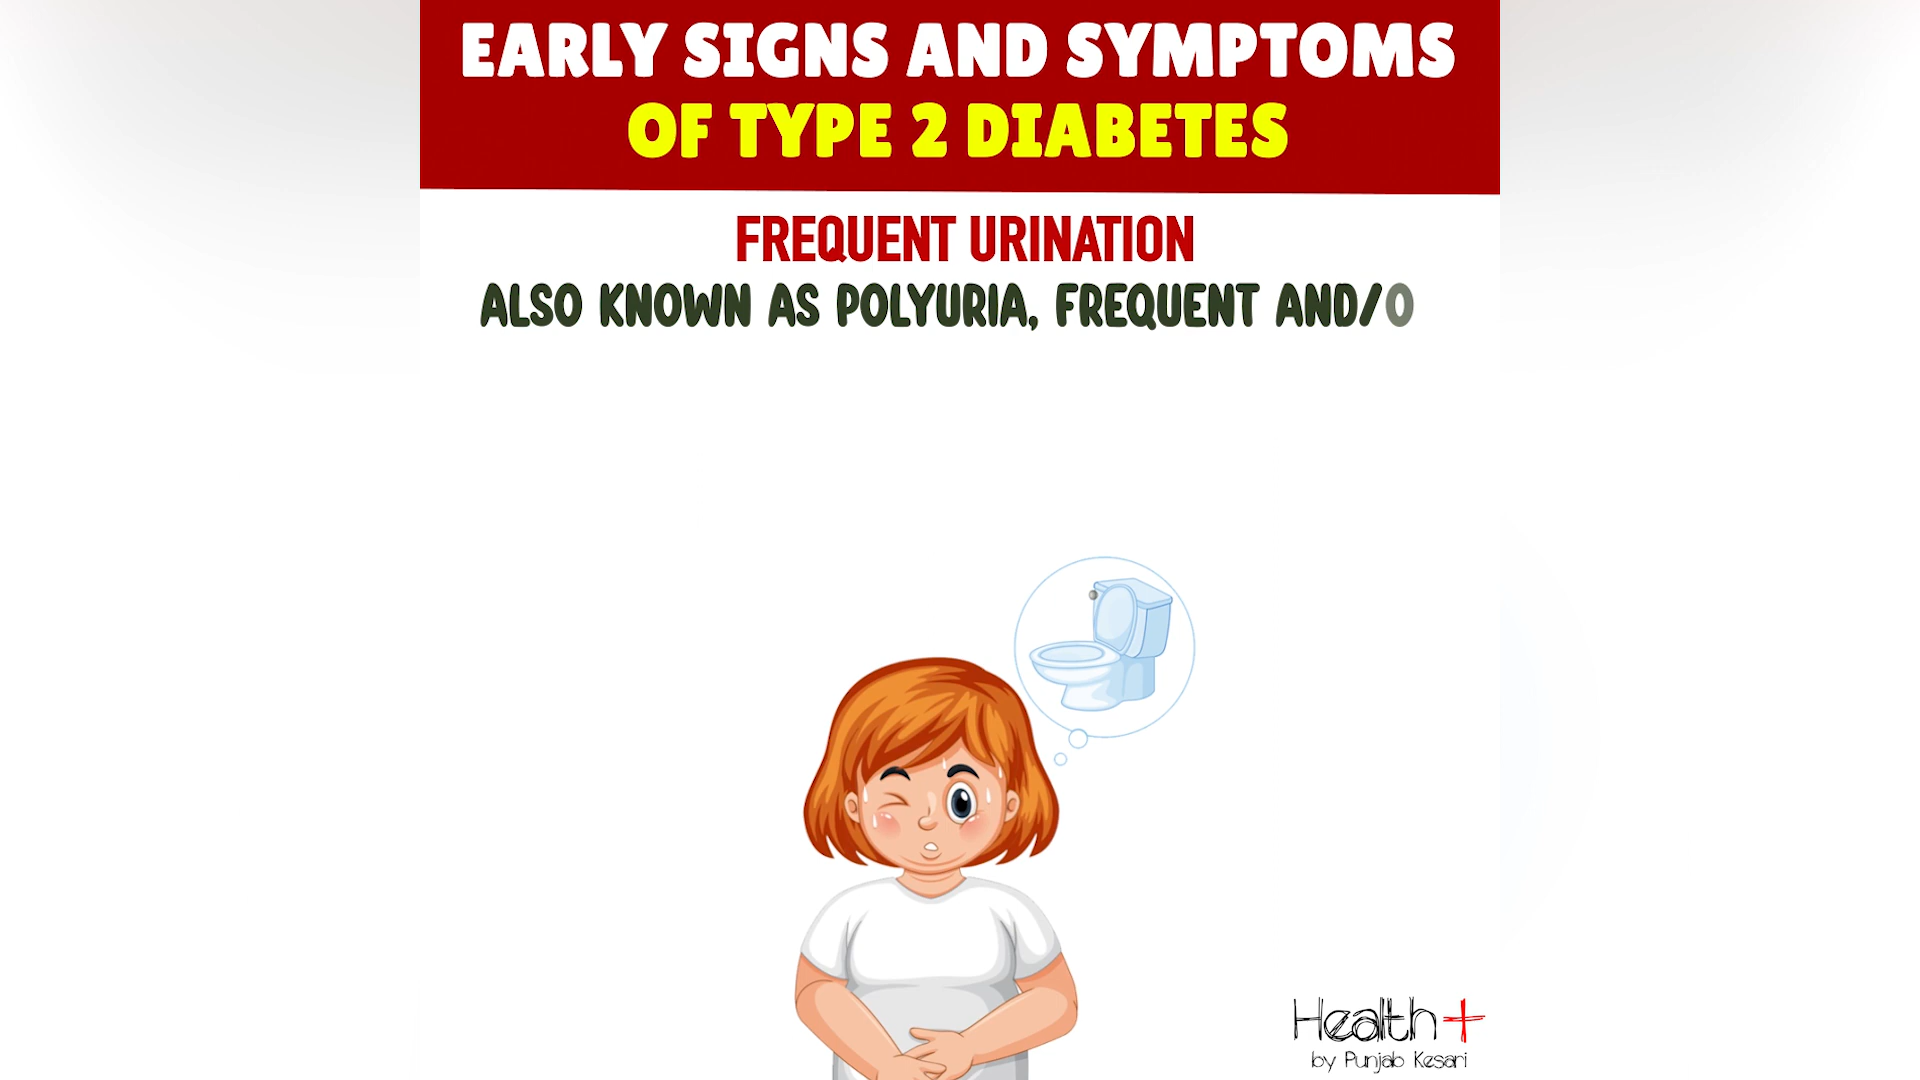 EARLY SIGNS AND SYMPTOMS
OF TYPE 2 DIABETES
FREQUENT URINATION
ALSO KNOWN AS POLYURIA, FREQUENT AND/O
Health+
by Punjab Kesari